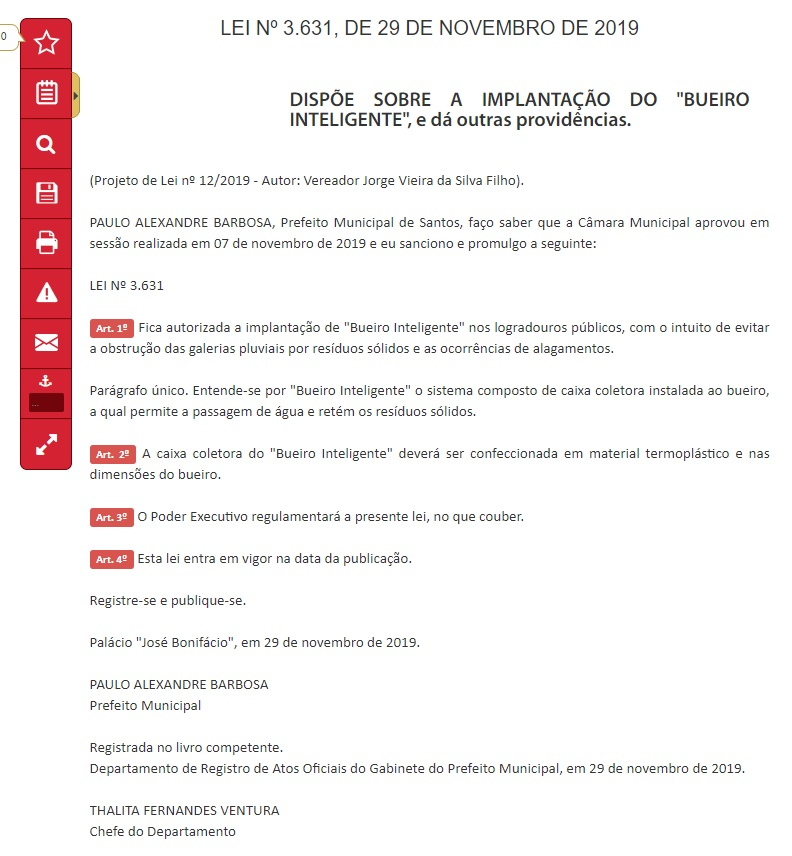 0
LEI Nº 3.631, DE 29 DE NOVEMBRO DE 2019
DISPÕE SOBRE A IMPLANTAÇÃO DO "BUEIRO
INTELIGENTE", e dá outras providências.
(Projeto de Lei nº 12/2019 - Autor: Vereador Jorge Vieira da Silva Filho).
PAULO ALEXANDRE BARBOSA, Prefeito Municipal de Santos, faço saber que a Câmara Municipal aprovou em
sessão realizada em 07 de novembro de 2019 e eu sanciono e promulgo a seguinte:
LEI Nº 3.631
Art. 1º Fica autorizada a implantação de "Bueiro Inteligente" nos logradouros públicos, com o intuito de evitar
a obstrução das galerias pluviais por resíduos sólidos e as ocorrências de alagamentos.
Parágrafo único. Entende-se por "Bueiro Inteligente" o sistema composto de caixa coletora instalada ao bueiro,
a qual permite a passagem de água e retém os resíduos sólidos.
Art. 2º A caixa coletora do "Bueiro Inteligente" deverá ser confeccionada em material termoplástico e nas
dimensões do bueiro.
Art. 3º O Poder Executivo regulamentará a presente lei, no que couber.
Art. 4º Esta lei entra em vigor na data da publicação.
Registre-se e publique-se.
Palácio "José Bonifácio", em 29 de novembro de 2019.
PAULO ALEXANDRE BARBOSA
Prefeito Municipal
Registrada no livro competente.
Departamento de Registro de Atos Oficiais do Gabinete do Prefeito Municipal, em 29 de novembro de 2019.
THALITA FERNANDES VENTURA
Chefe do Departamento